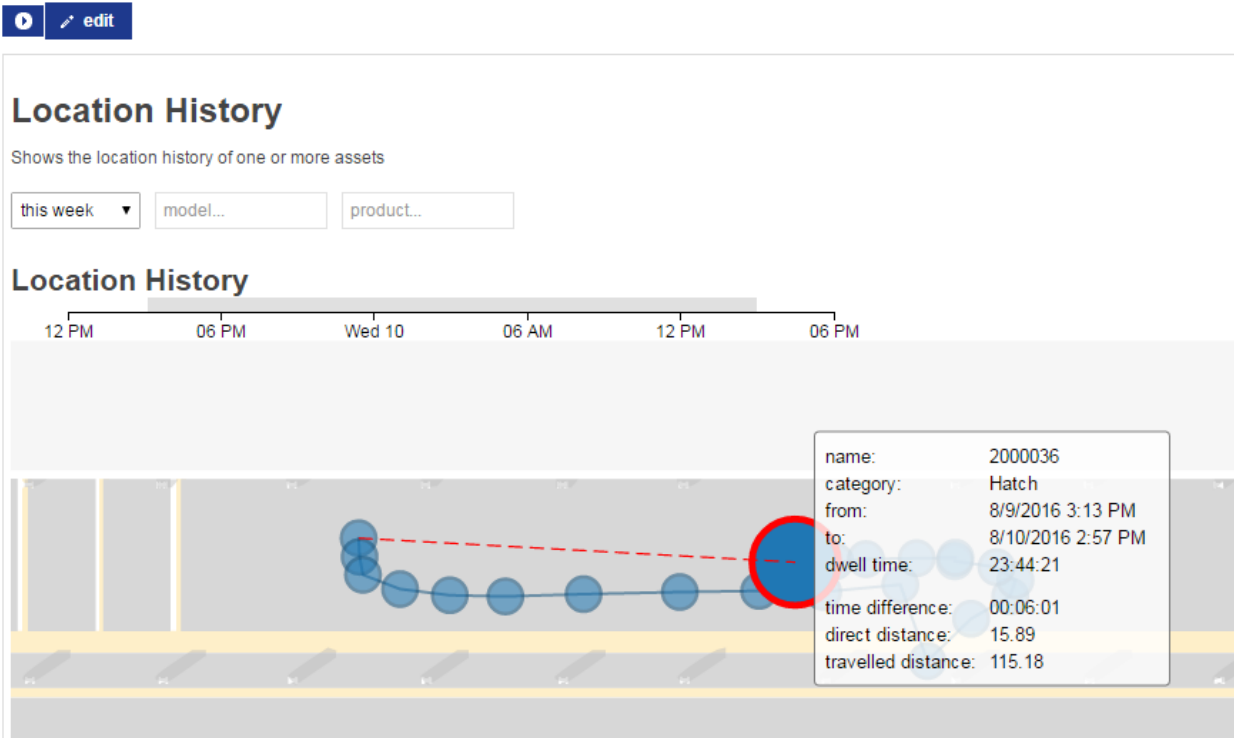 edit
Location History
Shows the location history of one or more assets
this week model... product...
Location History
12 PM 06 PM Wed 10 06 AM 12 PM 06 PM
name: 2000036
category: Hatch
from: 8/9/2016 3:13 PM
to: 8/10/2016 2:57 PM
dwell time: 23:44:21
time difference: 00:06:01
direct distance: 15.89
travelled distance: 115.18